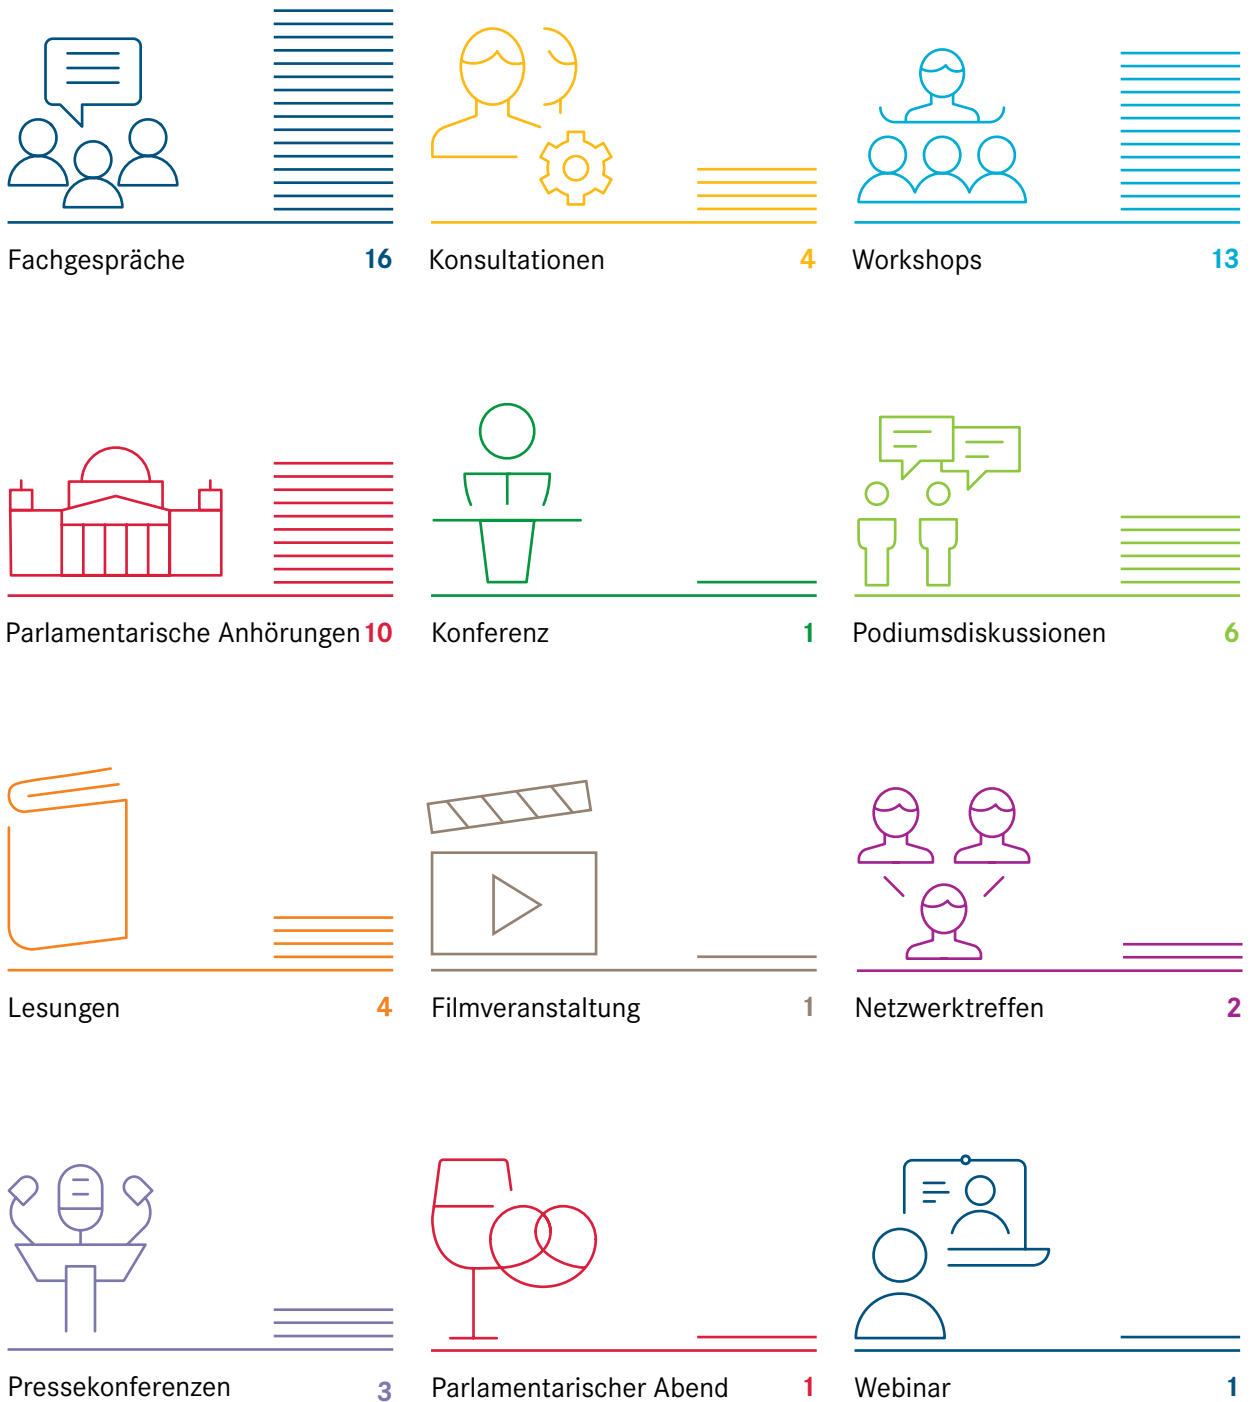 Fachgespräche 16
Konsultationen 4
Workshops 13
Parlamentarische Anhörungen 10
Konferenz 1
Podiumsdiskussionen 6
Lesungen 4
Filmveranstaltung 1
Netzwerktreffen 2
Pressekonferenzen 3
Parlamentarischer Abend 1
Webinar 1